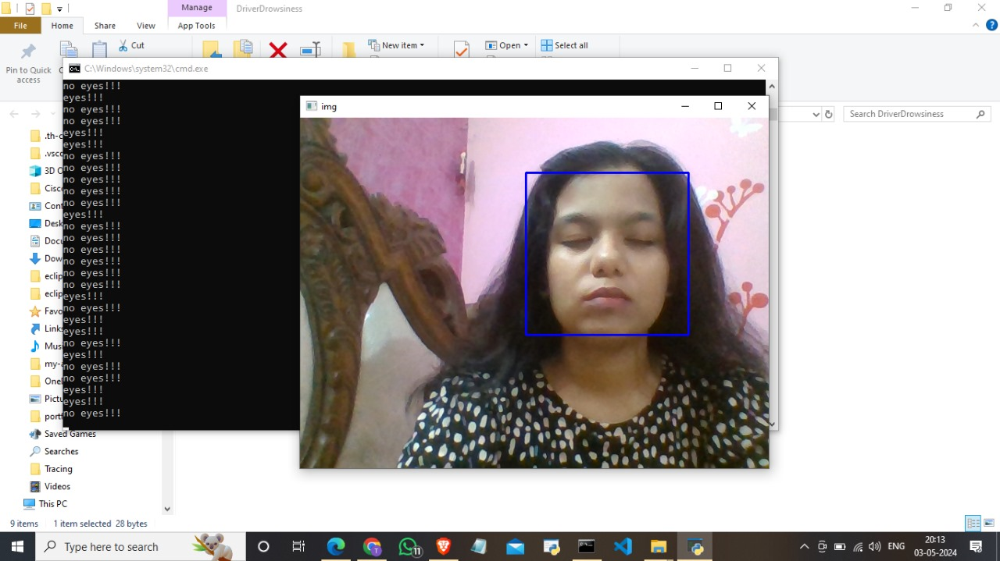 Manage
DriverDrowsiness
File
Home
Share
View
App Tools
Pin to Quick
access
Cut
New item
Open
Select all
C:\Windows\system32\cmd.exe
no eyes!!!
eyes!!!
no eyes!!!
no eyes!!!
eyes!!!
eyes!!!
no eyes!!!
no eyes!!!
no eyes!!!
no eyes!!!
no eyes!!!
eyes!!!
no eyes!!!
no eyes!!!
no eyes!!!
no eyes!!!
no eyes!!!
no eyes!!!
eyes!!!
no eyes!!!
eyes!!!
eyes!!!
no eyes!!!
eyes!!!
no eyes!!!
no eyes!!!
eyes!!!
eyes!!!
no eyes!!!
img
Search DriverDrowsiness
.th-c
.vsco
3D O
Cisco
Cont
Desk
Docu
Dow
eclip
eclip
Favo
Links
Musi
my-a
OneD
Pictu
portf
Saved Games
Searches
Tracing
Videos
This PC
9 items 1 item selected 28 bytes
Type here to search
11
ENG
20:13
03-05-2024